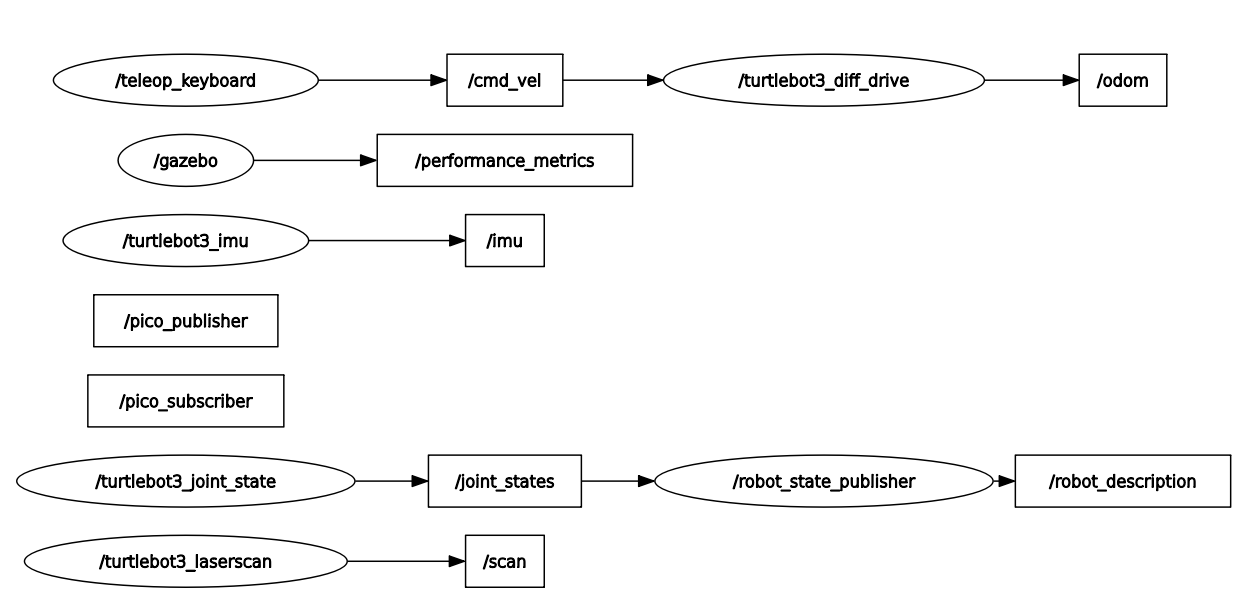 /teleop_keyboard /cmd_vel /turtlebot3_diff_drive /odom
/gazebo /performance_metrics
/turtlebot3_imu /imu
/pico_publisher
/pico_subscriber
/turtlebot3_joint_state /joint_states /robot_state_publisher /robot_description
/turtlebot3_laserscan /scan